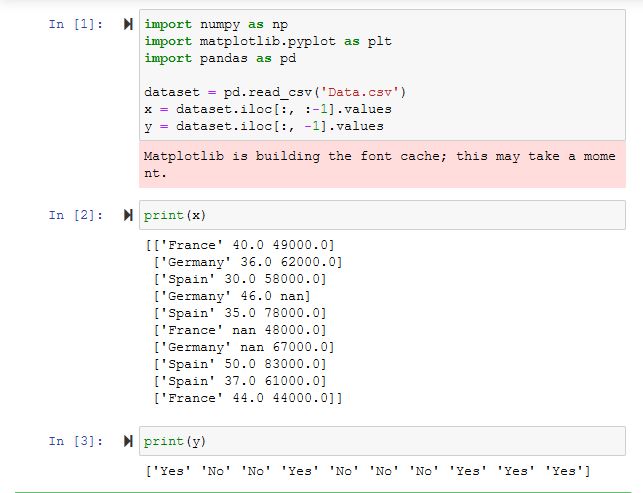 In [1]: import numpy as np
import matplotlib.pyplot as plt
import pandas as pd
dataset = pd.read_csv('Data.csv')
x = dataset.iloc[:, :-1].values
y = dataset.iloc[:, -1].values
Matplotlib is building the font cache; this may take a mome
nt.
In [2]: print(x)
[['France' 40.0 49000.0]
['Germany' 36.0 62000.0]
['Spain' 30.0 58000.0]
['Germany' 46.0 nan]
['Spain' 35.0 78000.0]
['France' nan 48000.0]
['Germany' nan 67000.0]
['Spain' 50.0 83000.0]
['Spain' 37.0 61000.0]
['France' 44.0 44000.0]]
In [3]: print(y)
['Yes' 'No' 'No' 'Yes' 'No' 'No' 'No' 'Yes' 'Yes' 'Yes']